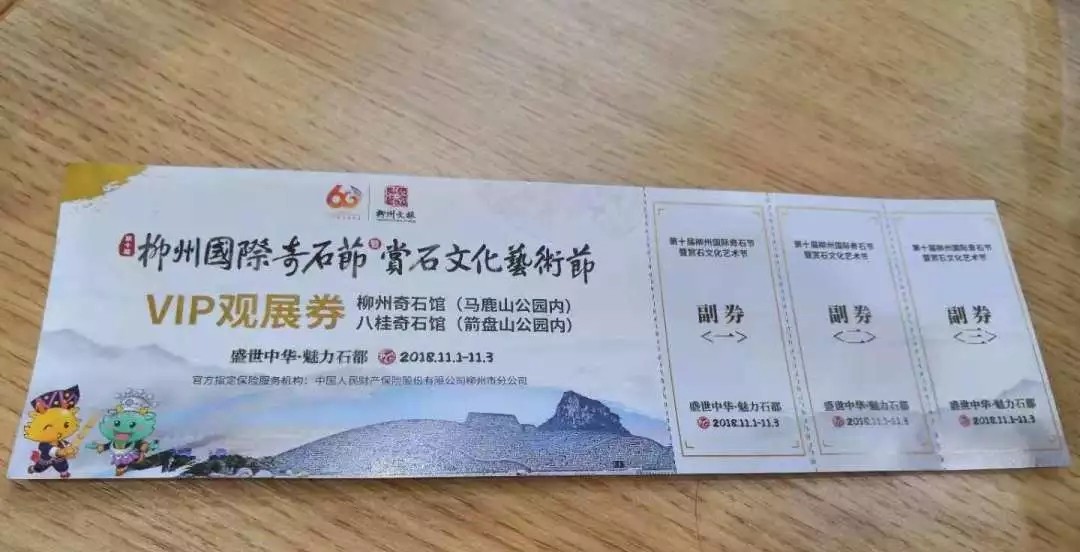 60
柳州文旅
第十届
柳州國際奇石節暨賞石文化藝術節
VIP观展券
柳州奇石馆（马鹿山公园内）
八桂奇石馆（箭盘山公园内）
盛世中华·魅力石都 2018.11.1-11.3
官方指定保险服务机构：中国人民财产保险股份有限公司柳州市分公司
第十届柳州国际奇石节
暨赏石文化艺术节
副券
一
盛世中华·魅力石都
2018.11.1-11.3
第十届柳州国际奇石节
暨赏石文化艺术节
副券
二
盛世中华·魅力石都
2018.11.1-11.3
第十届柳州国际奇石节
暨赏石文化艺术节
副券
三
盛世中华·魅力石都
2018.11.1-11.3